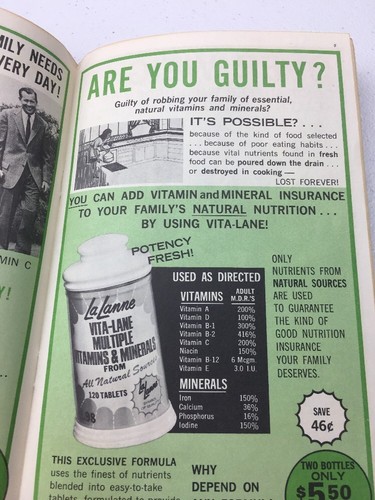 MILY NEEDS
VERY DAY!
MIN C
Y!
ARE YOU GUILTY?
Guilty of robbing your family of essential,
natural vitamins and minerals?
IT'S POSSIBLE? . . .
because of the kind of food selected
. . . because of poor eating habits . . .
because vital nutrients found in fresh
food can be poured down the drain . . .
or destroyed in cooking —
LOST FOREVER!
YOU CAN ADD VITAMIN and MINERAL INSURANCE
TO YOUR FAMILY'S NATURAL NUTRITION . . .
BY USING VITA-LANE!
POTENCY
FRESH!
LaLanne
VITA-LANE
MULTIPLE
VITAMINS & MINERALS
FROM
All Natural Sources
120 TABLETS
USED AS DIRECTED
VITAMINS ADULT M.D.R.'S
Vitamin A 200%
Vitamin D 100%
Vitamin B-1 300%
Vitamin B-2 416%
Vitamin C 200%
Niacin 150%
Vitamin B-12 6 Mcgm.
Vitamin E 3.0 I.U.
MINERALS
Iron 150%
Calcium 36%
Phosphorus 16%
Iodine 150%
ONLY
NUTRIENTS FROM
NATURAL SOURCES
ARE USED
TO GUARANTEE
THE KIND OF
GOOD NUTRITION
INSURANCE
YOUR FAMILY
DESERVES.
SAVE
46¢
TWO BOTTLES
ONLY
$5.50
THIS EXCLUSIVE FORMULA
uses the finest of nutrients
blended into easy-to-take
tablets, formulated to provide
WHY
DEPEND ON